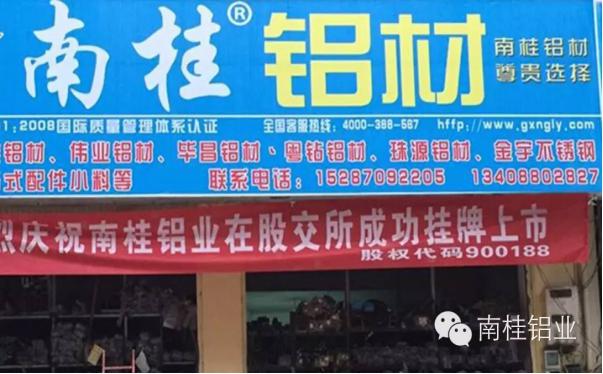 南桂®铝材
南桂铝材
尊贵选择
01:2008国际质量管理体系认证 全国客服热线:4000-388-567 http://www.gxngly.com
铝材、伟业铝材、毕昌铝材、粤钻铝材、珠源铝材、金宇不锈钢
式配件小料等 联系电话:15287092205 13408802827
烈庆祝南桂铝业在股交所成功挂牌上市
股权代码900188
南桂铝业